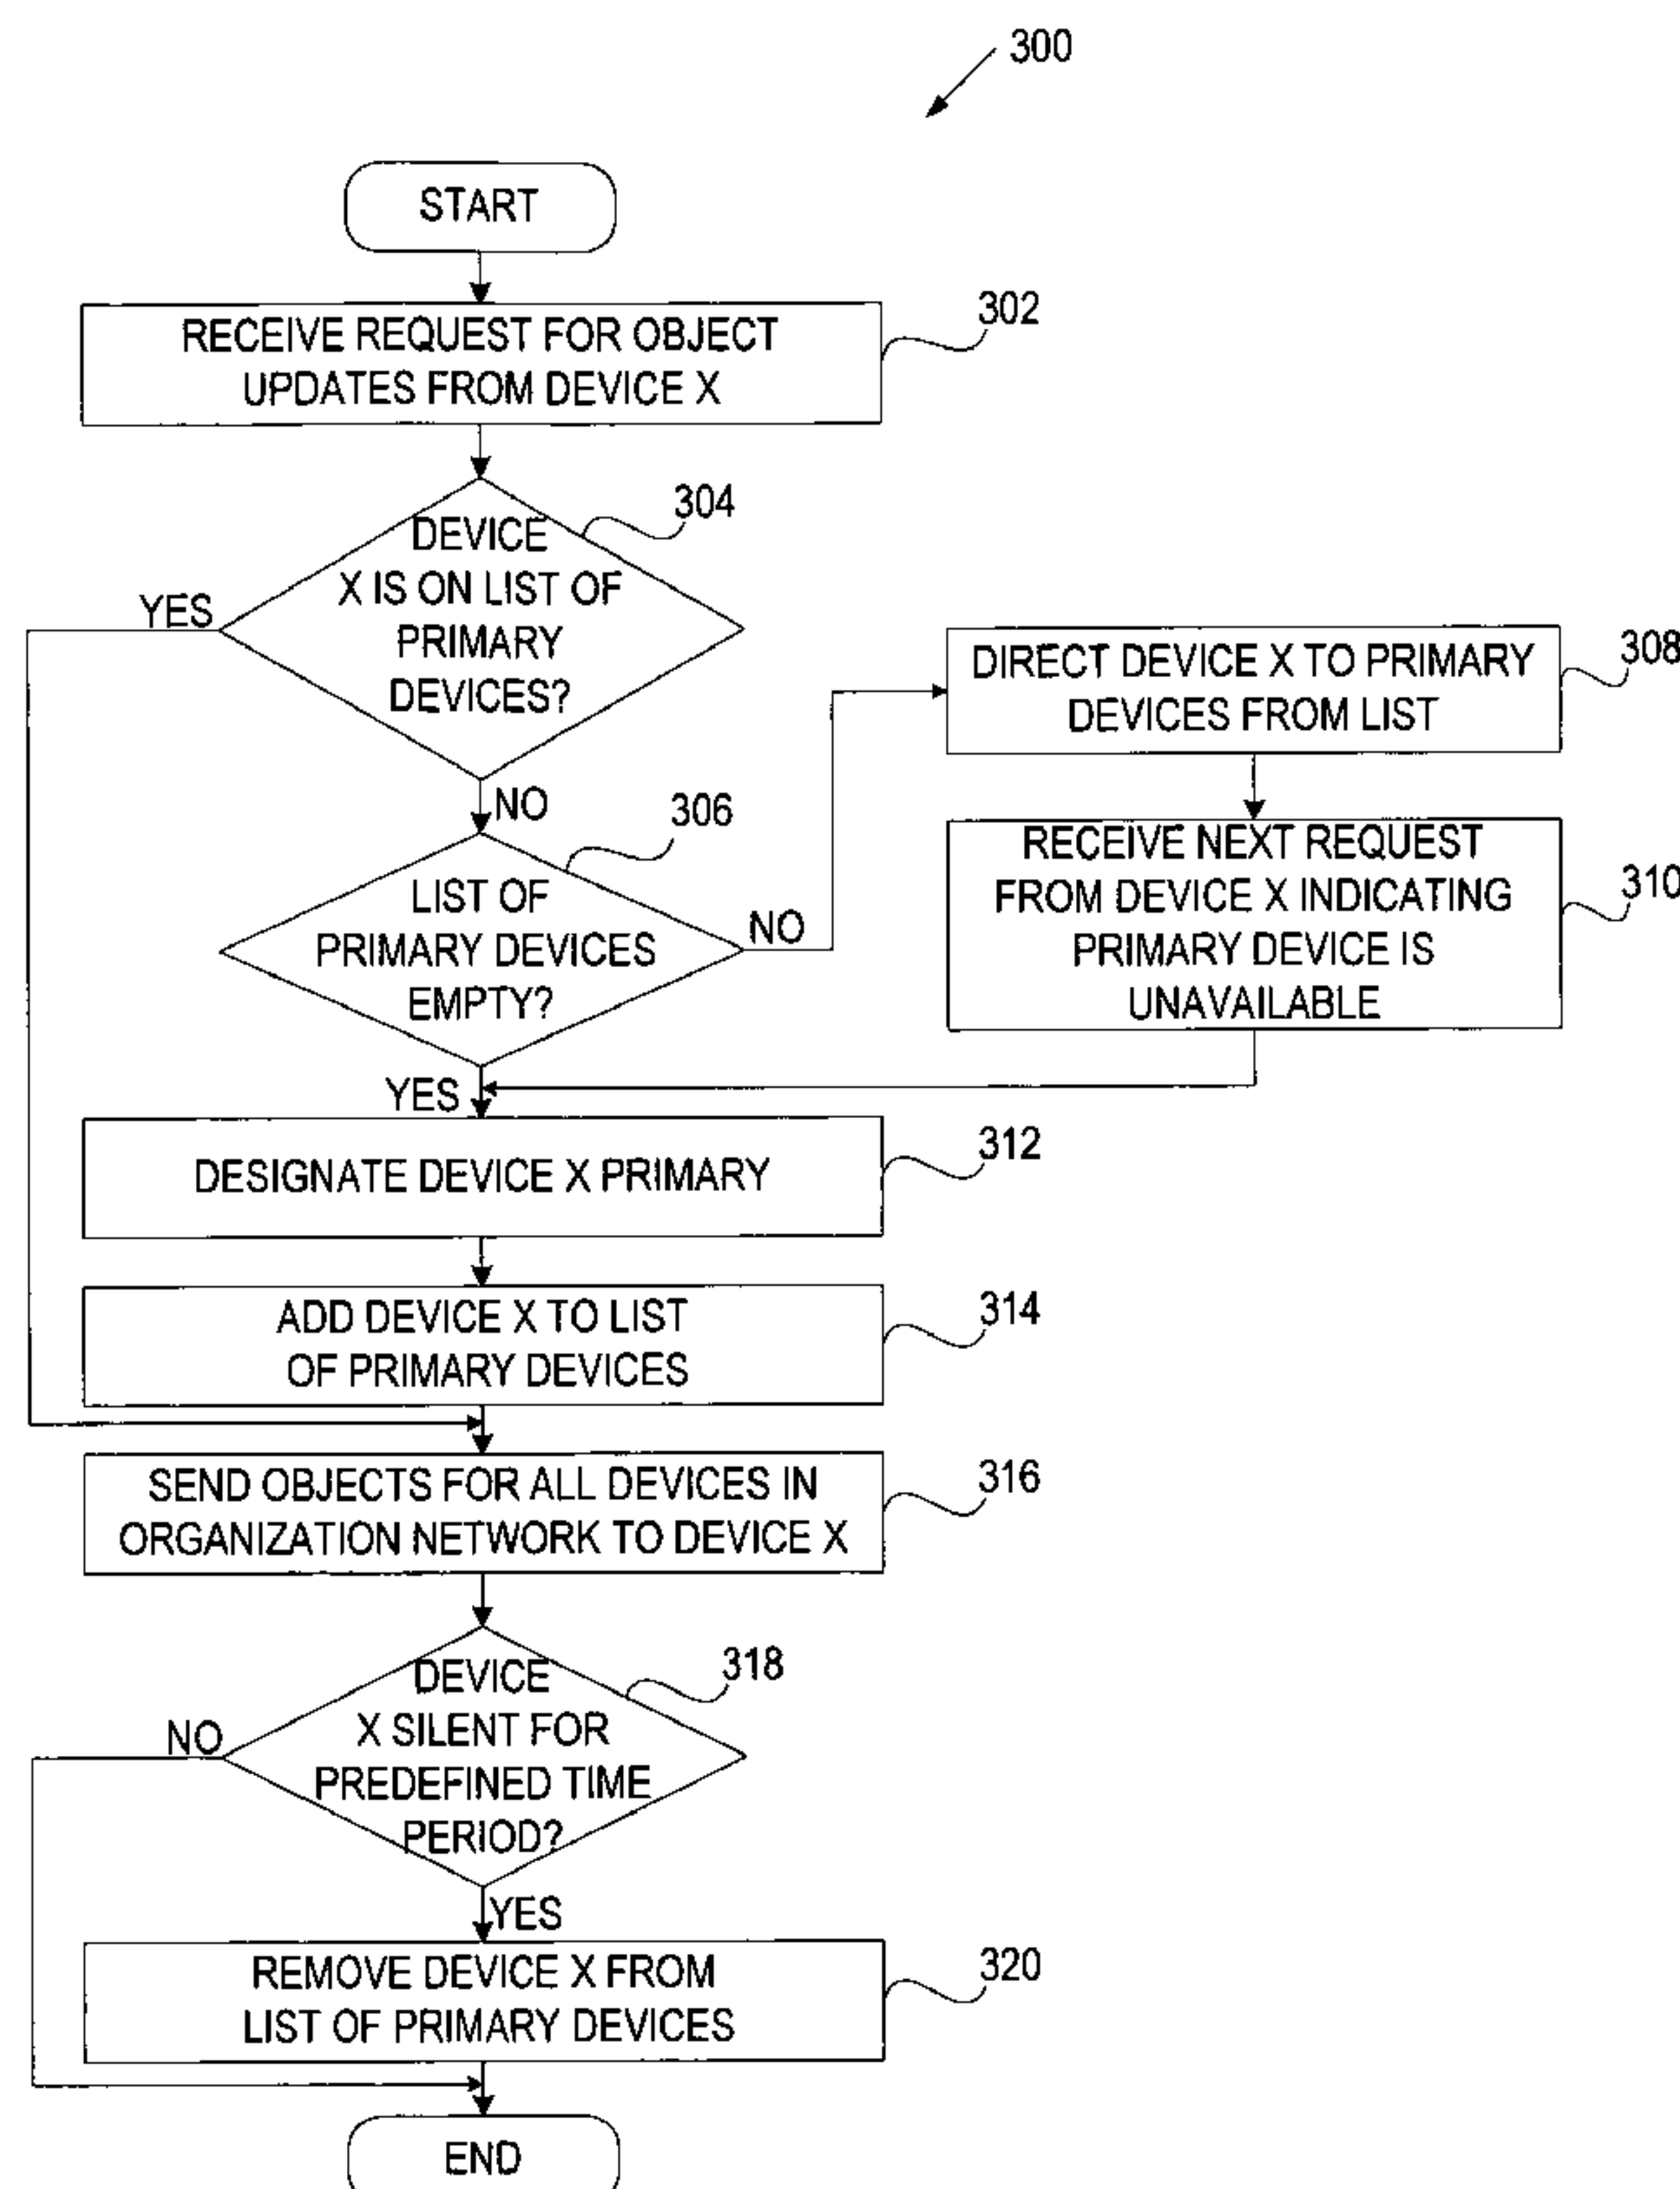 300
START
302
RECEIVE REQUEST FOR OBJECT
UPDATES FROM DEVICE X
304
DEVICE
X IS ON LIST OF
PRIMARY
DEVICES?
YES
NO
308
DIRECT DEVICE X TO PRIMARY
DEVICES FROM LIST
306
LIST OF
PRIMARY DEVICES
EMPTY?
NO
YES
310
RECEIVE NEXT REQUEST
FROM DEVICE X INDICATING
PRIMARY DEVICE IS
UNAVAILABLE
312
DESIGNATE DEVICE X PRIMARY
314
ADD DEVICE X TO LIST
OF PRIMARY DEVICES
316
SEND OBJECTS FOR ALL DEVICES IN
ORGANIZATION NETWORK TO DEVICE X
318
DEVICE
X SILENT FOR
PREDEFINED TIME
PERIOD?
NO
YES
320
REMOVE DEVICE X FROM
LIST OF PRIMARY DEVICES
END